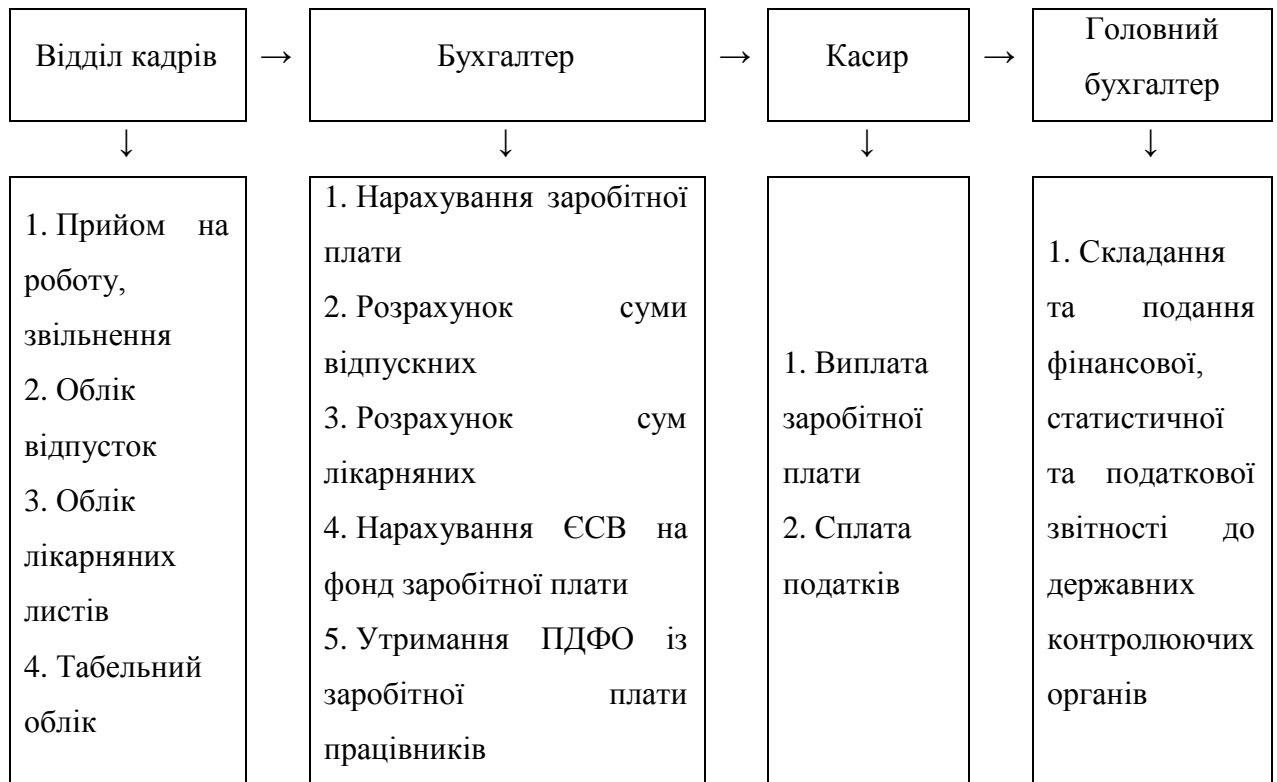 Відділ кадрів
→
Бухгалтер
→
Касир
→
Головний
бухгалтер
↓
↓
↓
↓
1. Прийом на
роботу,
звільнення
2. Облік
відпусток
3. Облік
лікарняних
листів
4. Табельний
облік
1. Нарахування заробітної
плати
2. Розрахунок суми
відпускних
3. Розрахунок сум
лікарняних
4. Нарахування ЄСВ на
фонд заробітної плати
5. Утримання ПДФО із
заробітної плати
працівників
1. Виплата
заробітної
плати
2. Сплата
податків
1. Складання
та подання
фінансової,
статистичної
та податкової
звітності до
державних
контролюючих
органів